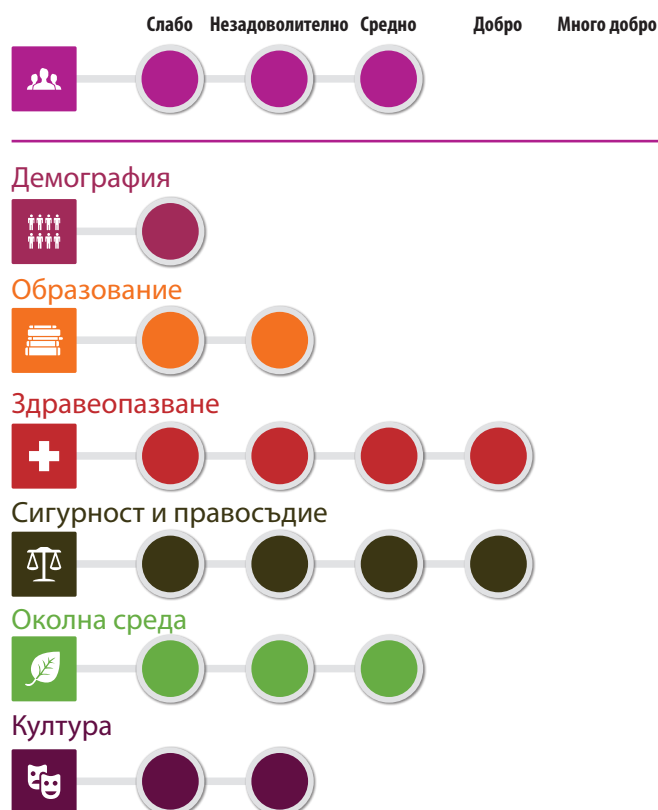 Слабо Незадоволително Средно Добро Много добро
Демография
Образование
Здравеопазване
Сигурност и правосъдие
Околна среда
Култура